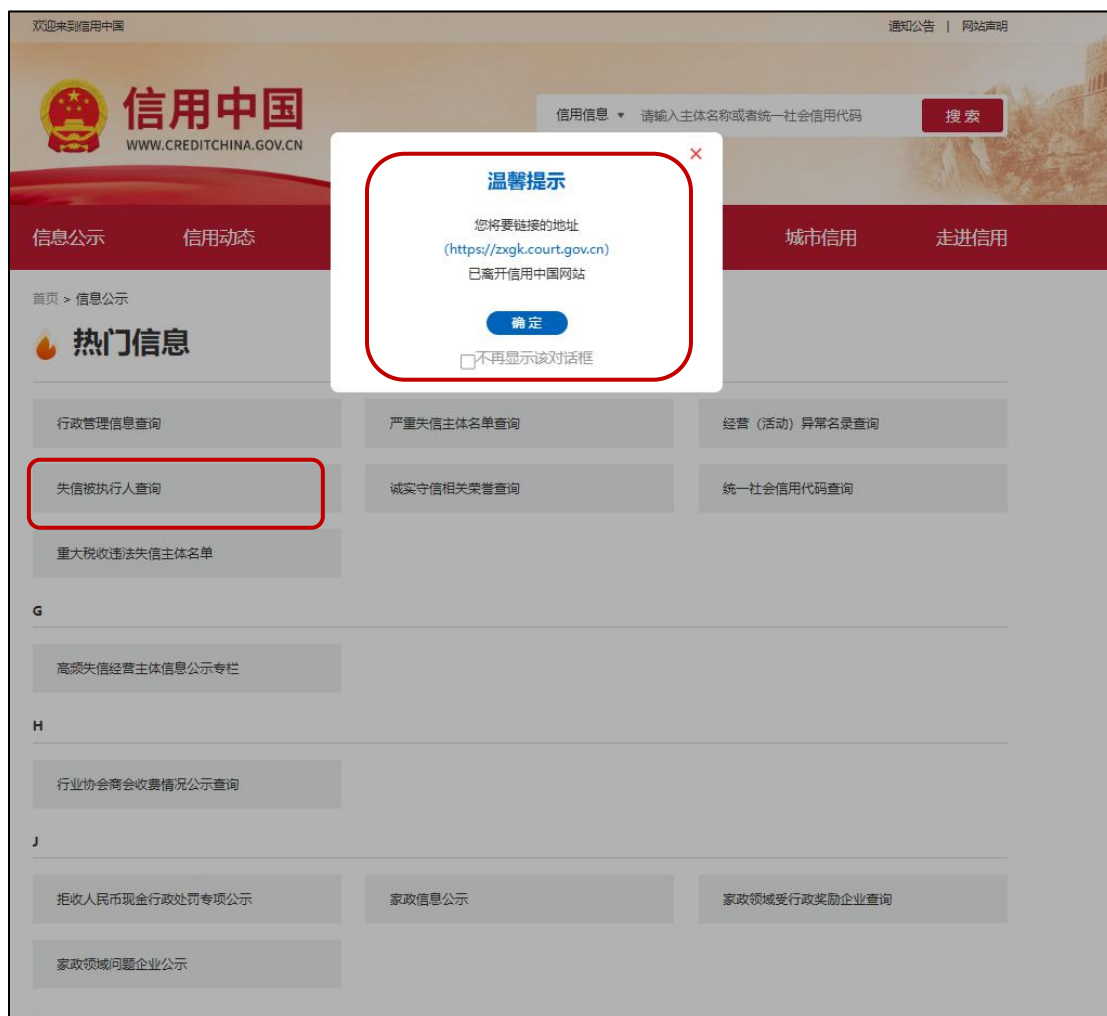 欢迎来到信用中国
通知公告 | 网站声明
信用中国
WWW.CREDITCHINA.GOV.CN
信用信息 ▼ 请输入主体名称或者统一社会信用代码 搜索
×
温馨提示
您将要链接的地址
(https://zxgk.court.gov.cn)
已离开信用中国网站
确定
不再显示该对话框
信息公示 信用动态 城市信用 走进信用
首页 > 信息公示
热门信息
行政管理信息查询 严重失信主体名单查询 经营（活动）异常名录查询
失信被执行人查询 诚实守信相关荣誉查询 统一社会信用代码查询
重大税收违法失信主体名单
G
高频失信经营主体信息公示专栏
H
行业协会商会收费情况公示查询
J
拒收人民币现金行政处罚专项公示 家政信息公示 家政领域受行政奖励企业查询
家政领域问题企业公示